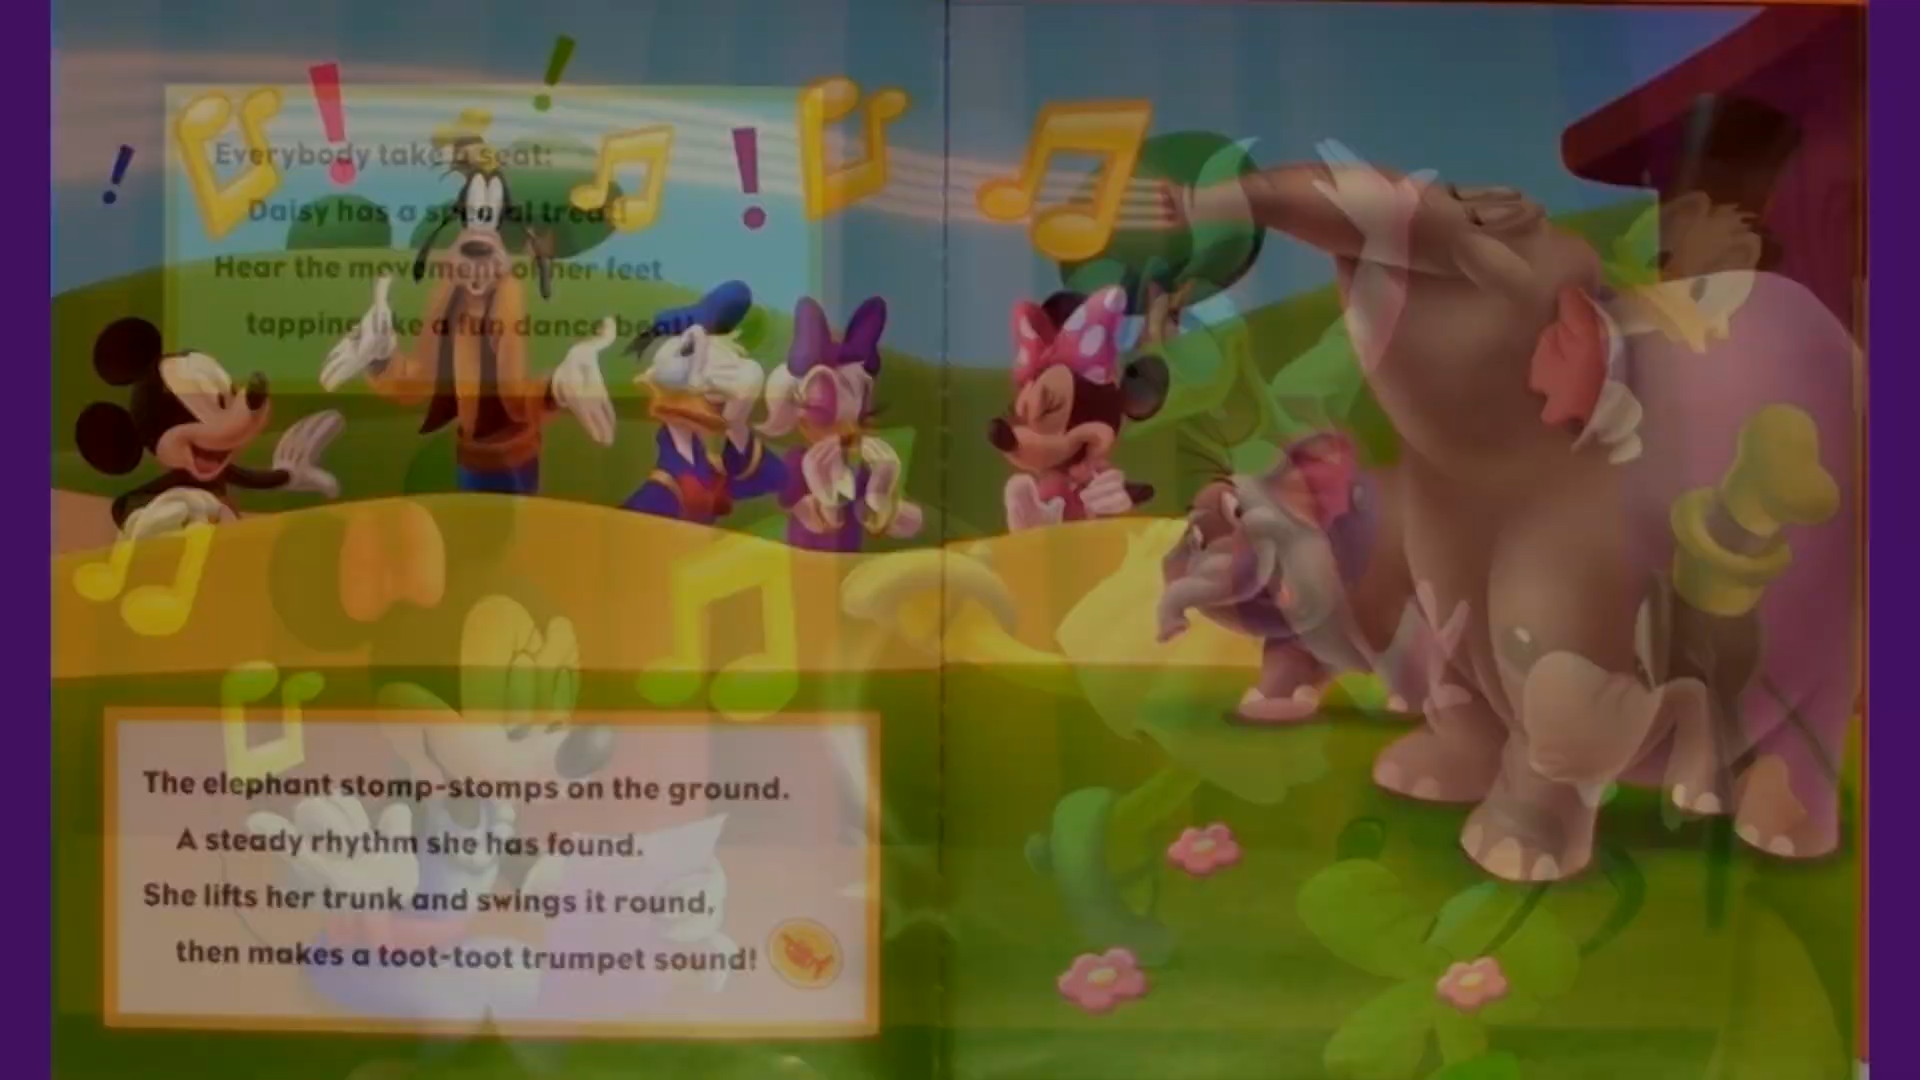 Everybody take a seat:
Daisy has a special treat!
Hear the movement of her feet
tapping like a fun dance beat!
The elephant stomp-stomps on the ground.
A steady rhythm she has found.
She lifts her trunk and swings it round,
then makes a toot-toot trumpet sound!